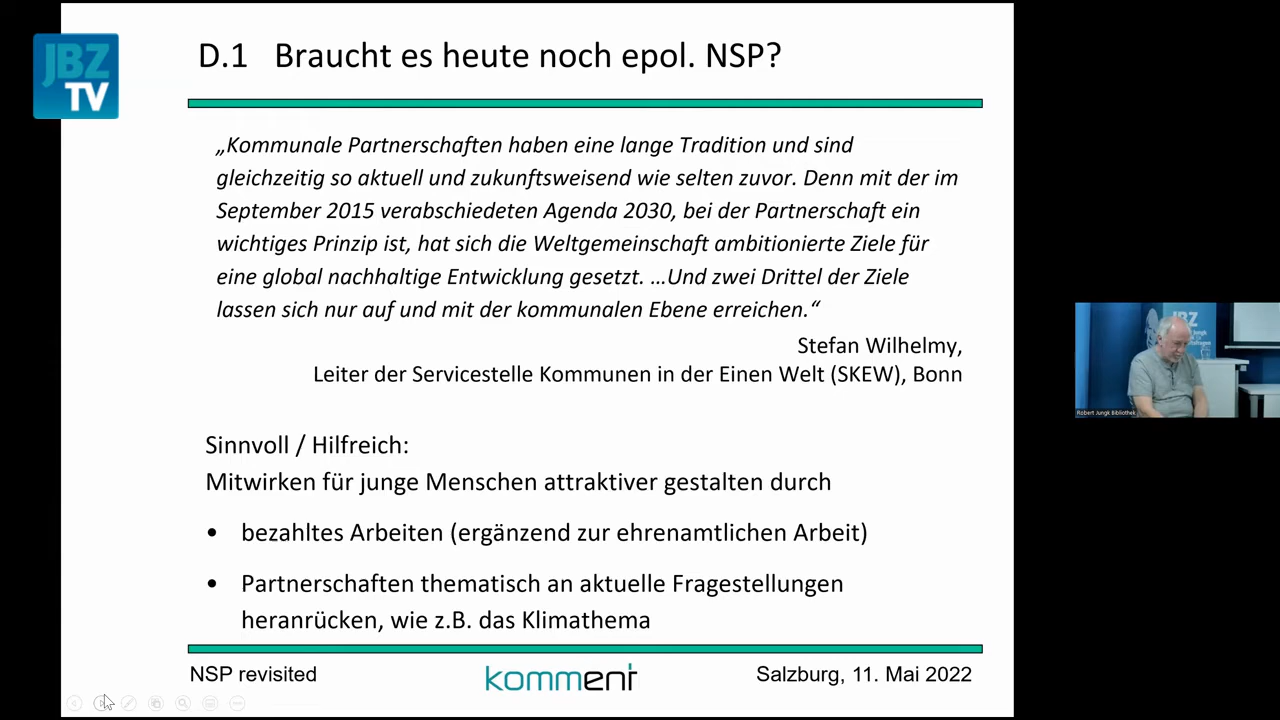 JBZ
TV
D.1 Braucht es heute noch epol. NSP?
„Kommunale Partnerschaften haben eine lange Tradition und sind
gleichzeitig so aktuell und zukunftsweisend wie selten zuvor. Denn mit der im
September 2015 verabschiedeten Agenda 2030, bei der Partnerschaft ein
wichtiges Prinzip ist, hat sich die Weltgemeinschaft ambitionierte Ziele für
eine global nachhaltige Entwicklung gesetzt. …Und zwei Drittel der Ziele
lassen sich nur auf und mit der kommunalen Ebene erreichen.“
Stefan Wilhelmy,
Leiter der Servicestelle Kommunen in der Einen Welt (SKEW), Bonn
Sinnvoll / Hilfreich:
Mitwirken für junge Menschen attraktiver gestalten durch
• bezahltes Arbeiten (ergänzend zur ehrenamtlichen Arbeit)
• Partnerschaften thematisch an aktuelle Fragestellungen
heranrücken, wie z.B. das Klimathema
NSP revisited
komment
Salzburg, 11. Mai 2022
JBZ
Robert Jungk Bibliothek